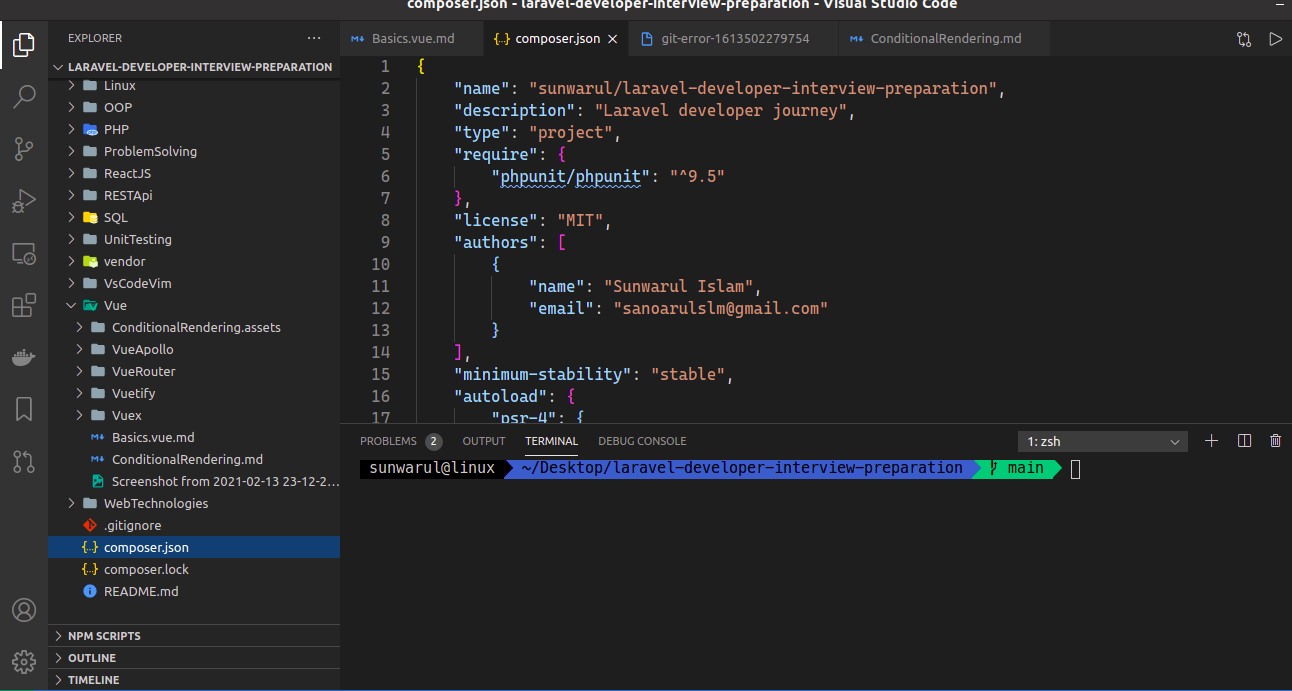 composer.json - laravel-developer-interview-preparation - Visual Studio Code
EXPLORER
LARAVEL-DEVELOPER-INTERVIEW-PREPARATION
Linux
OOP
PHP
ProblemSolving
ReactJS
RESTApi
SQL
UnitTesting
vendor
VsCodeVim
Vue
ConditionalRendering.assets
VueApollo
VueRouter
Vuetify
Vuex
Basics.vue.md
ConditionalRendering.md
Screenshot from 2021-02-13 23-12-2...
WebTechnologies
.gitignore
composer.json
composer.lock
README.md
NPM SCRIPTS
OUTLINE
TIMELINE
Basics.vue.md composer.json git-error-1613502279754 ConditionalRendering.md
1 {
2 "name": "sunwarul/laravel-developer-interview-preparation",
3 "description": "Laravel developer journey",
4 "type": "project",
5 "require": {
6 "phpunit/phpunit": "^9.5"
7 },
8 "license": "MIT",
9 "authors": [
10 {
11 "name": "Sunwarul Islam",
12 "email": "sanoarulslm@gmail.com"
13 }
14 ],
15 "minimum-stability": "stable",
16 "autoload": {
17 "psr-4": {
PROBLEMS 2 OUTPUT TERMINAL DEBUG CONSOLE 1: zsh
sunwarul@linux ~/Desktop/laravel-developer-interview-preparation main